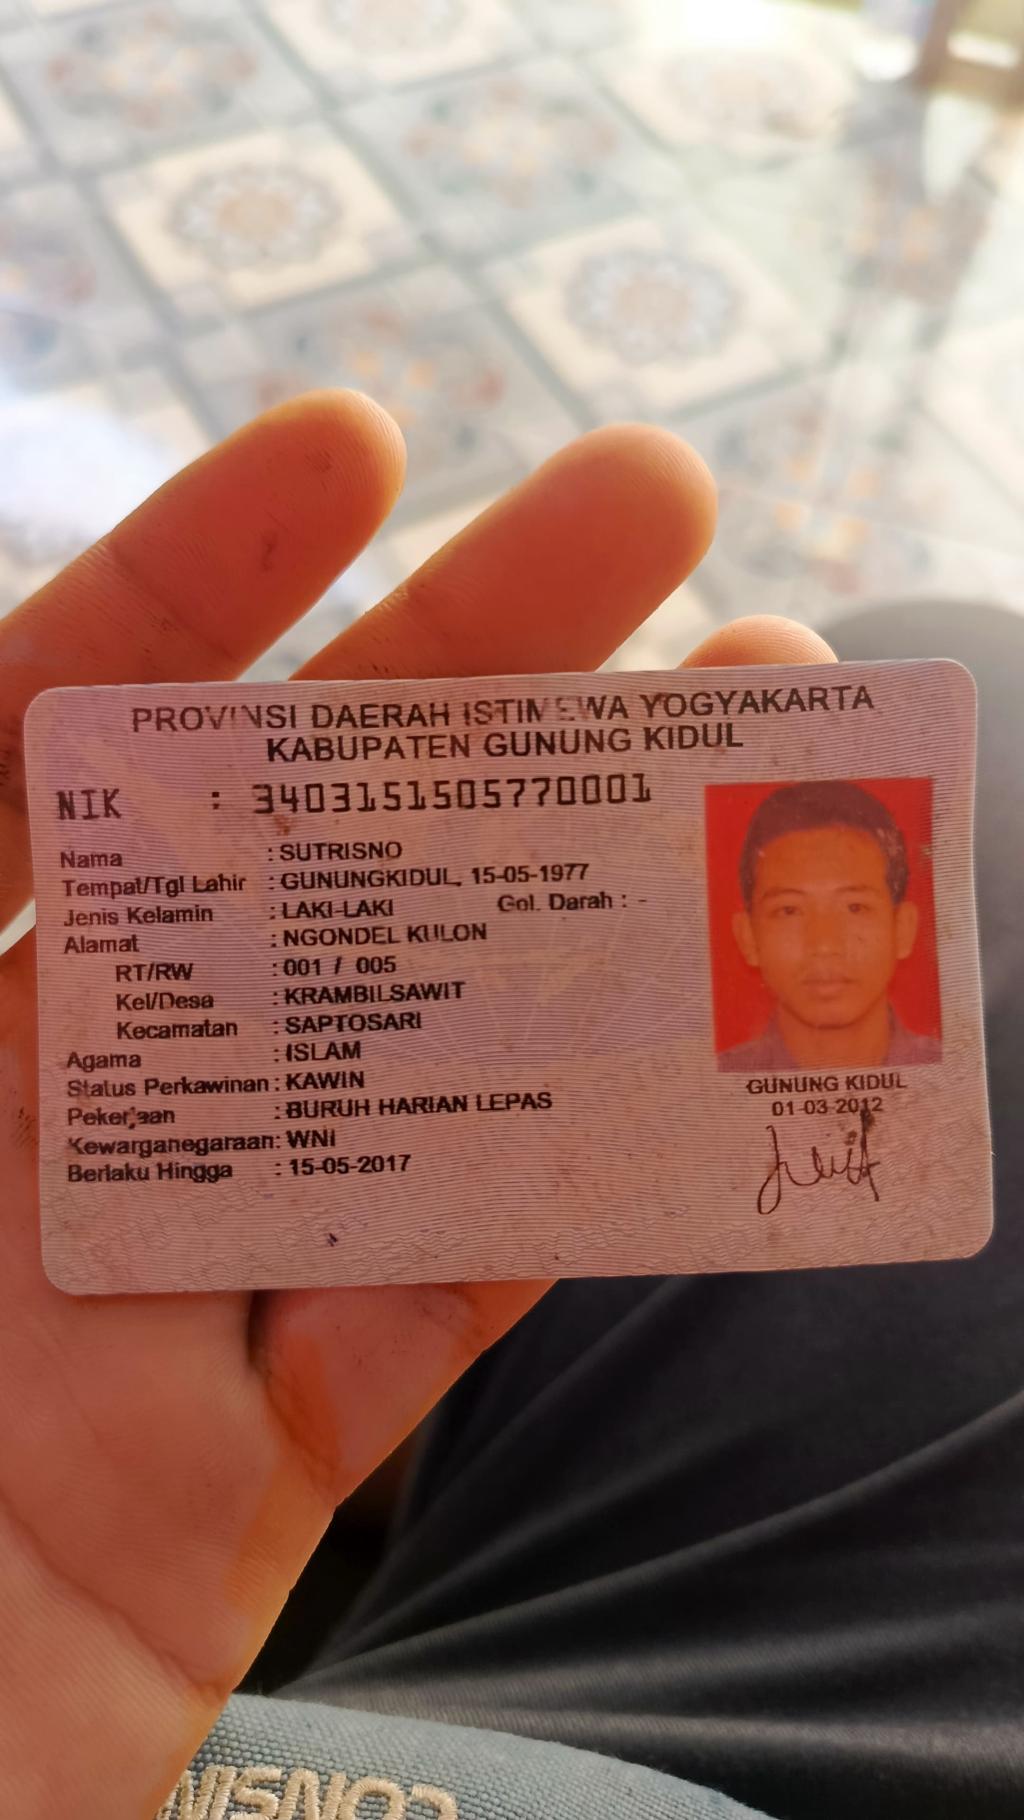 PROVINSI DAERAH ISTIMEWA YOGYAKARTA
KABUPATEN GUNUNG KIDUL
NIK : 3403151505770001
Nama : SUTRISNO
Tempat/Tgl Lahir : GUNUNGKIDUL, 15-05-1977
Jenis Kelamin : LAKI-LAKI Gol. Darah : -
Alamat : NGONDEL KULON
RT/RW : 001 / 005
Kel/Desa : KRAMBILSAWIT
Kecamatan : SAPTOSARI
Agama : ISLAM
Status Perkawinan : KAWIN
Pekerjaan : BURUH HARIAN LEPAS
Kewarganegaraan : WNI
Berlaku Hingga : 15-05-2017
GUNUNG KIDUL
01-03-2012